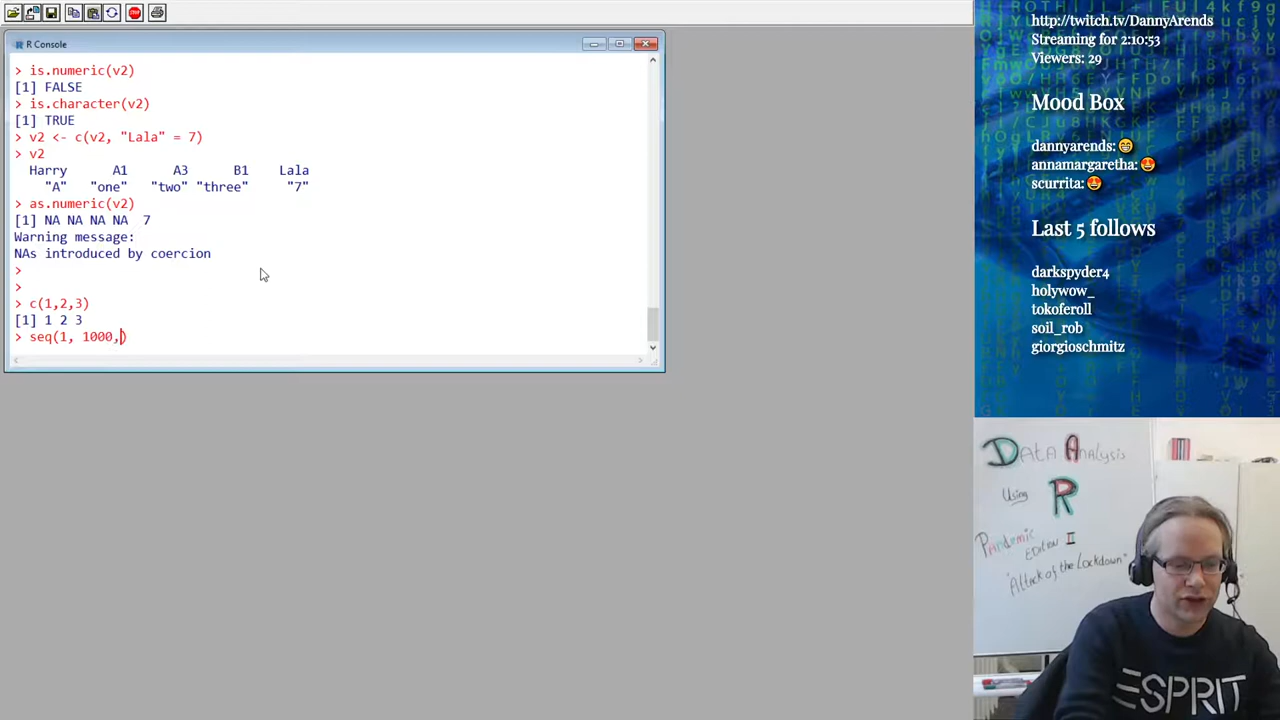 R Console
> is.numeric(v2)
[1] FALSE
> is.character(v2)
[1] TRUE
> v2 <- c(v2, "Lala" = 7)
> v2
Harry A1 A3 B1 Lala
"A" "one" "two" "three" "7"
> as.numeric(v2)
[1] NA NA NA NA 7
Warning message:
NAs introduced by coercion
>
>
> c(1,2,3)
[1] 1 2 3
> seq(1, 1000,)
http://twitch.tv/DannyArends
Streaming for 2:10:53
Viewers: 29
Mood Box
dannyarends: 😁
annamargaretha: 😍
scurrita: 😍
Last 5 follows
darkspyder4
holywow_
tokoferoll
soil_rob
giorgioschmitz
Data Analysis
Using R
Pandemic
Edition II
"Attack of the Lockdown"
ESPRIT